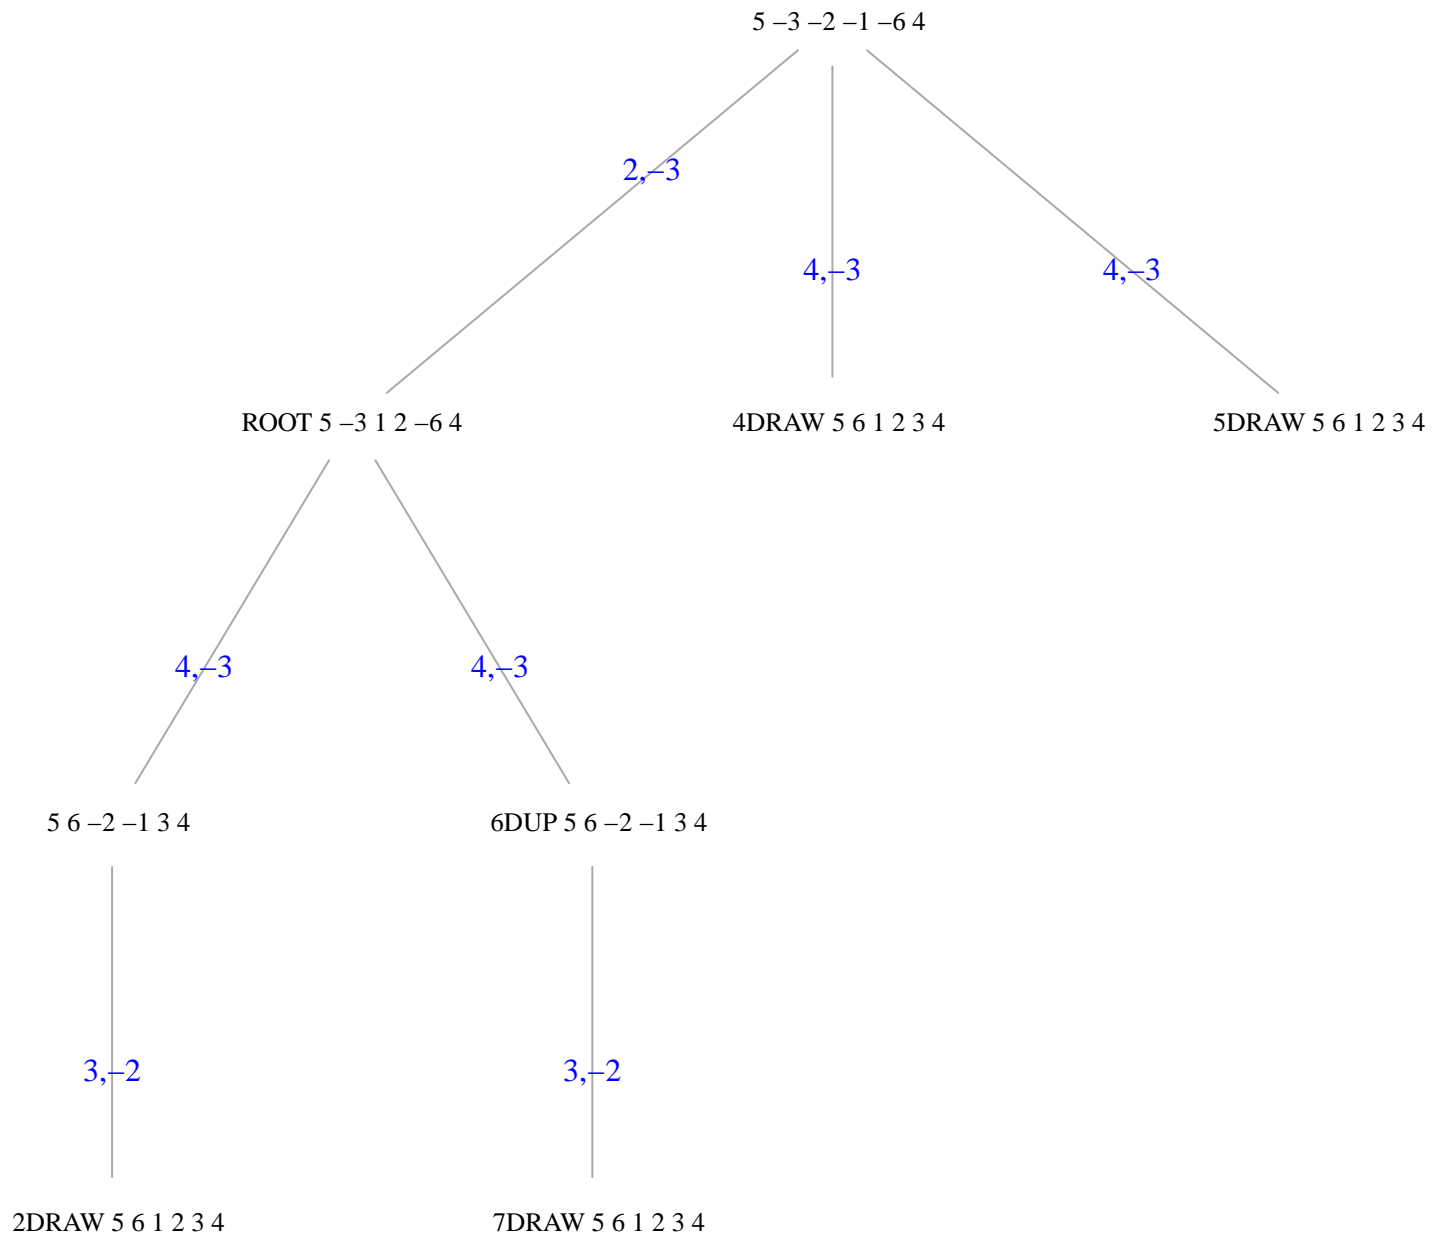 5 –3 –2 –1 –6 4
2,–3
4,–3
4,–3
ROOT 5 –3 1 2 –6 4
4DRAW 5 6 1 2 3 4
5DRAW 5 6 1 2 3 4
4,–3
4,–3
5 6 –2 –1 3 4
6DUP 5 6 –2 –1 3 4
3,–2
3,–2
2DRAW 5 6 1 2 3 4
7DRAW 5 6 1 2 3 4